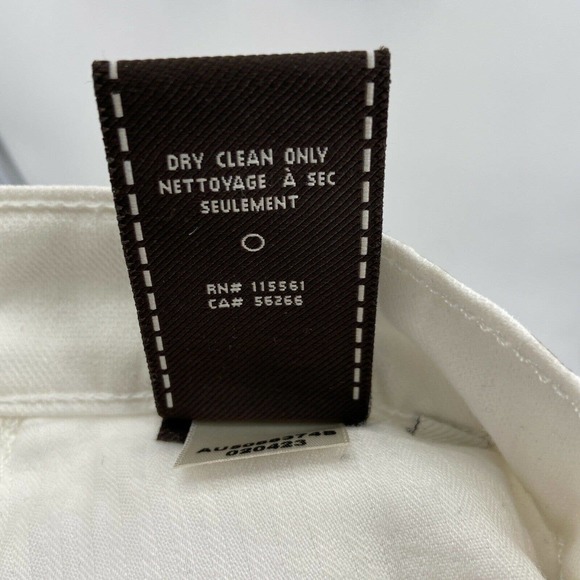 DRY CLEAN ONLY
NETTOYAGE À SEC
SEULEMENT
RN# 115561
CA# 56266
020423